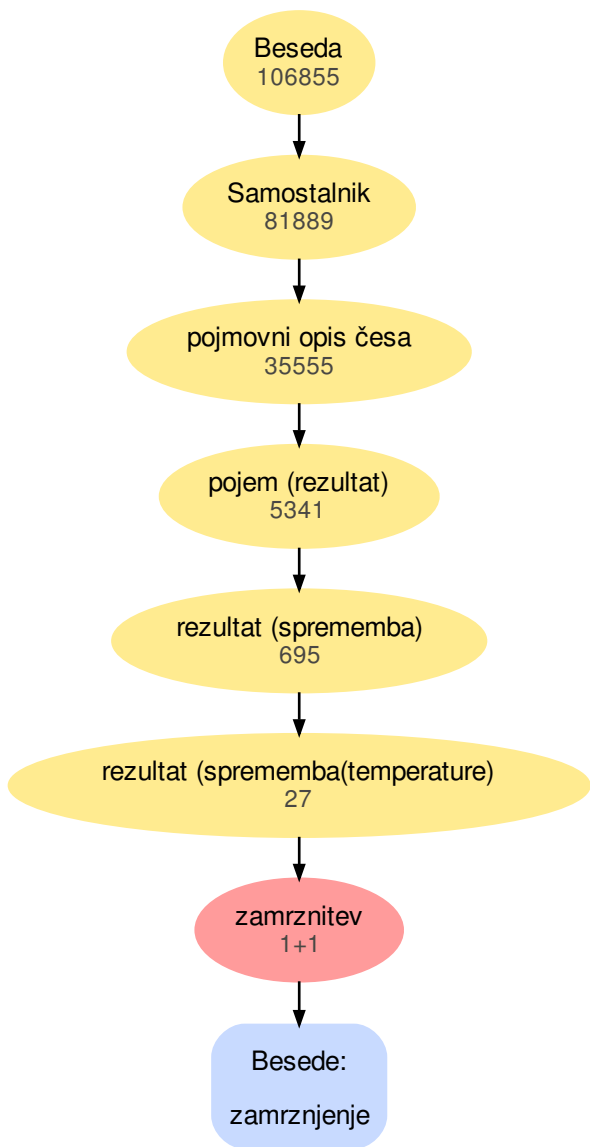 Beseda
106855
Samostalnik
81889
pojmovni opis česa
35555
pojem (rezultat)
5341
rezultat (sprememba)
695
rezultat (sprememba(temperature)
27
zamrznitev
1+1
Besede:
zamrznjenje